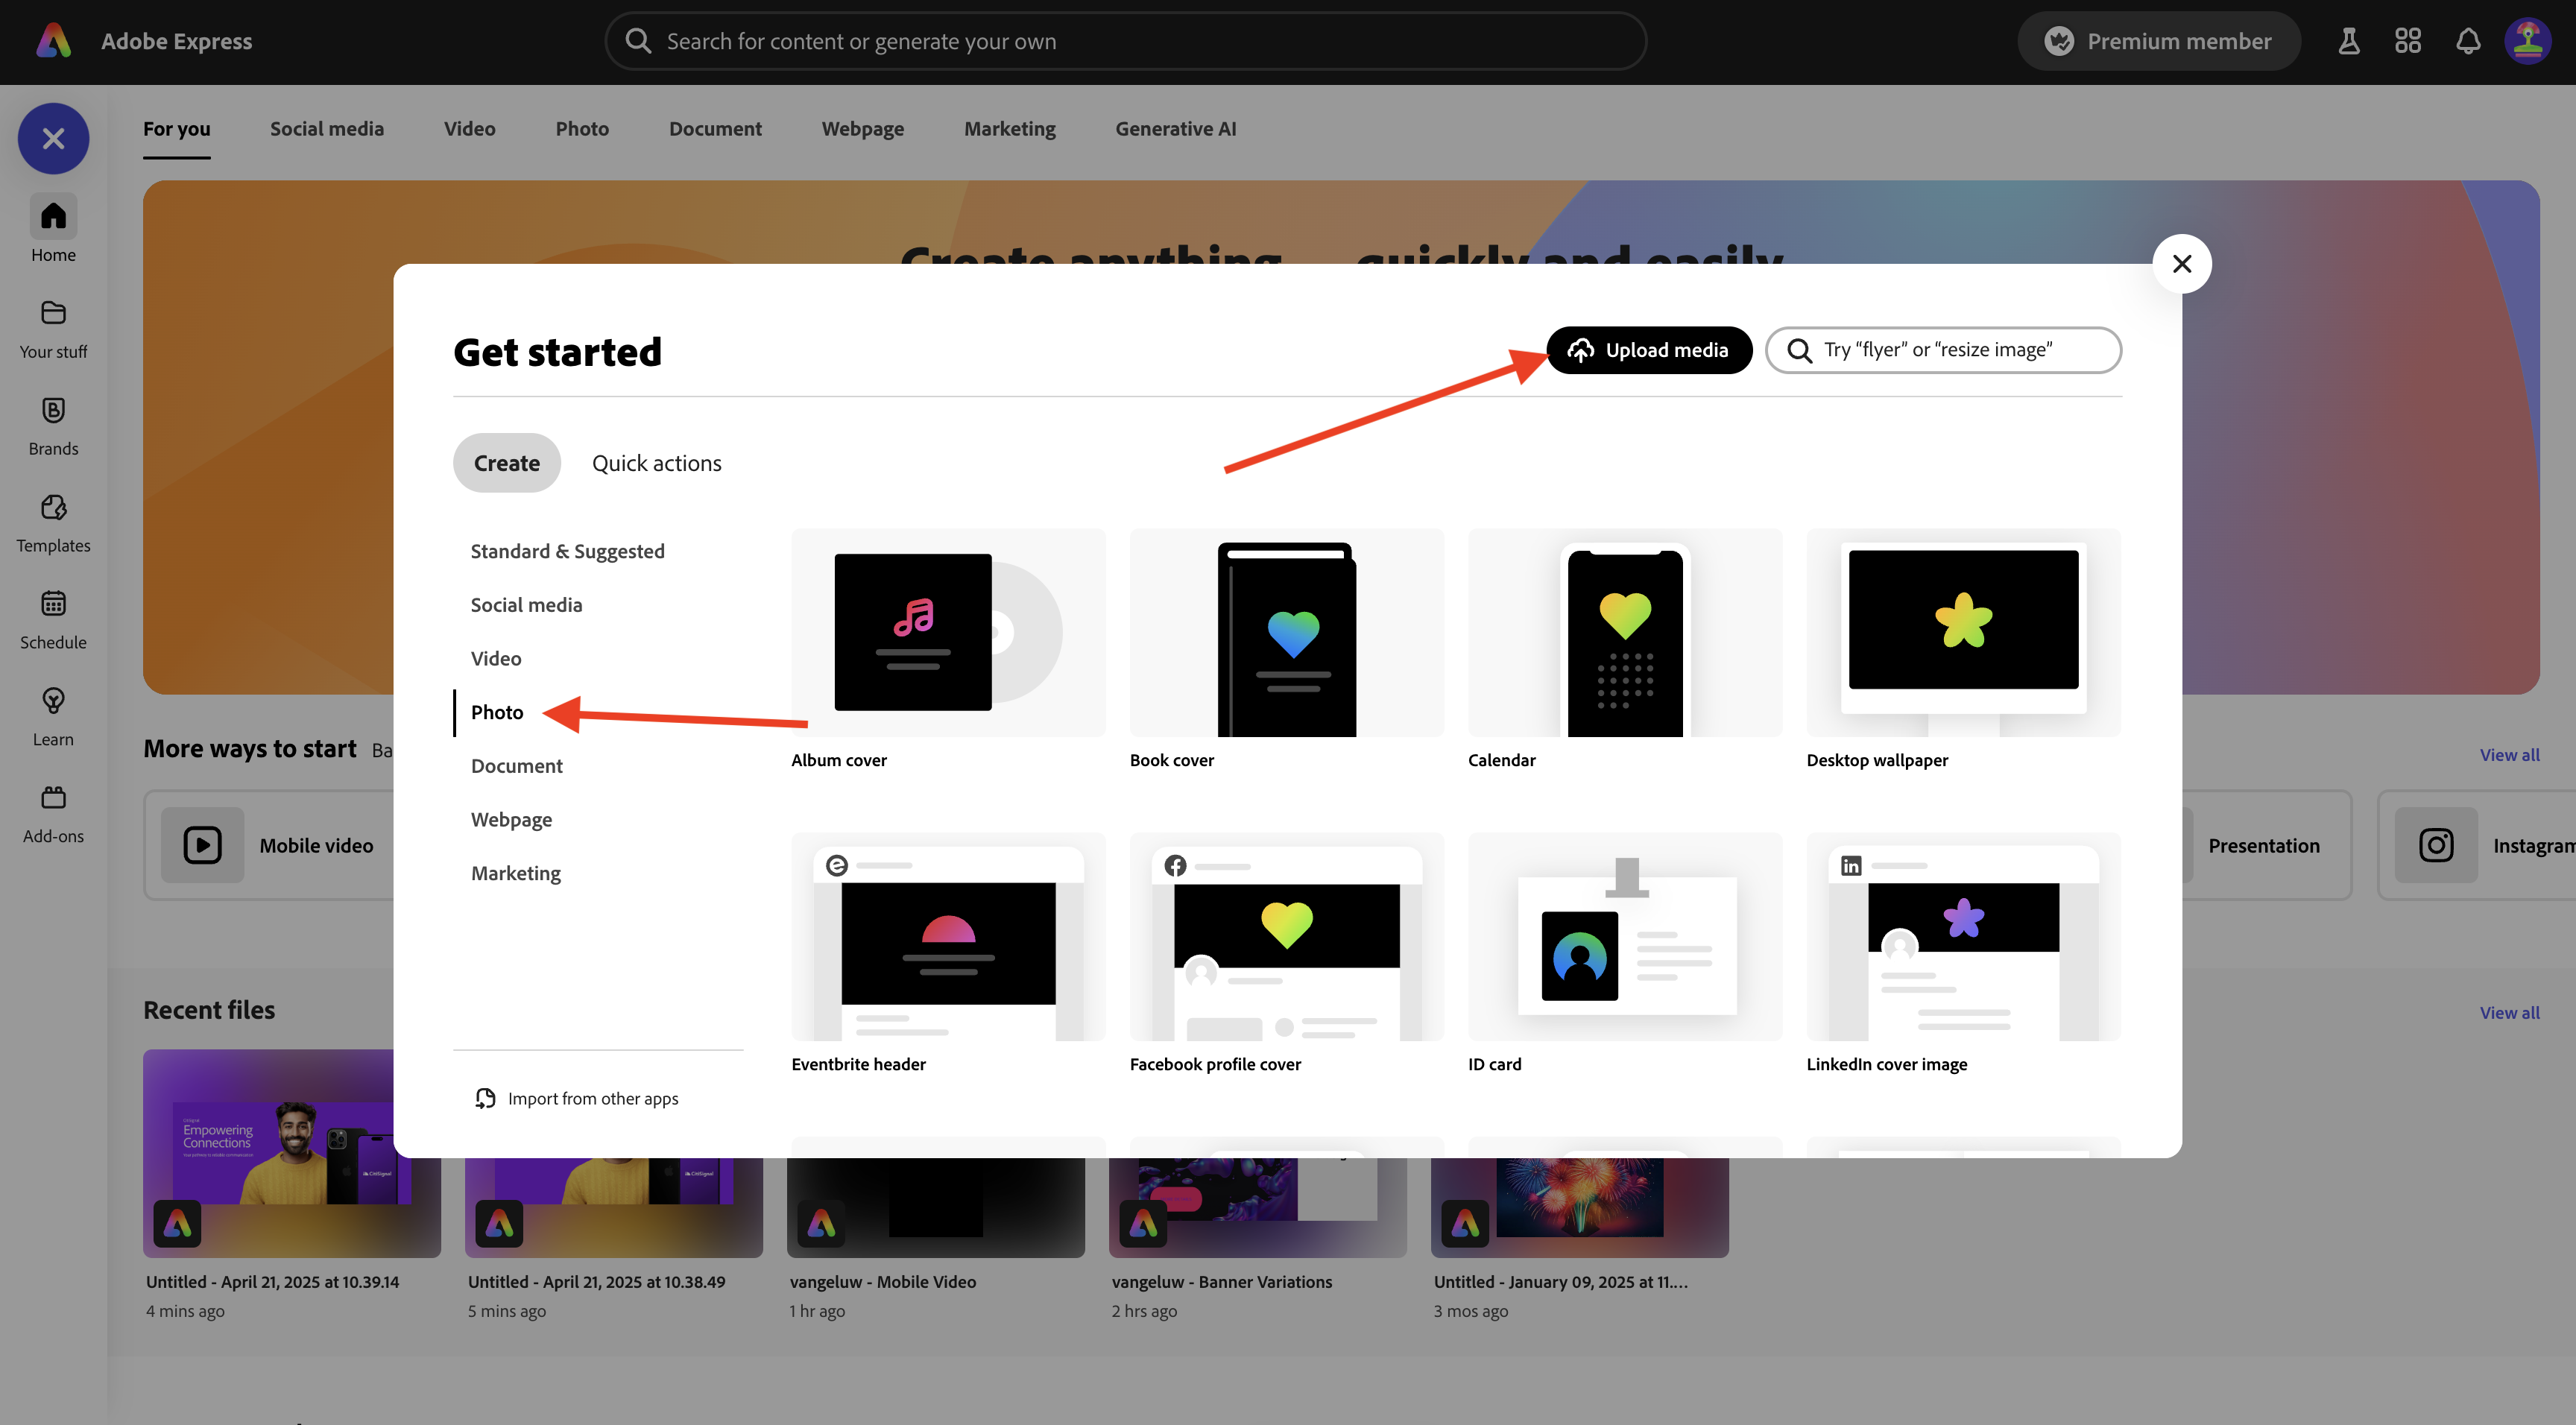 Adobe Express
Search for content or generate your own
Premium member
For you
Social media
Video
Photo
Document
Webpage
Marketing
Generative AI
Home
Your stuff
Brands
Templates
Schedule
Learn
Add-ons
Create anything quickly and easily
Get started
Upload media
Try “flyer” or “resize image”
Create
Quick actions
Standard & Suggested
Social media
Video
Photo
Document
Webpage
Marketing
Import from other apps
Album cover
Book cover
Calendar
Desktop wallpaper
Eventbrite header
Facebook profile cover
ID card
LinkedIn cover image
More ways to start
Ba
View all
Mobile video
Presentation
Instagram
Recent files
View all
Empowering
Connections
CitiSignal
CitiSignal
Untitled - April 21, 2025 at 10.39.14
4 mins ago
Untitled - April 21, 2025 at 10.38.49
5 mins ago
vangeluw - Mobile Video
1 hr ago
vangeluw - Banner Variations
2 hrs ago
Untitled - January 09, 2025 at 11....
3 mos ago